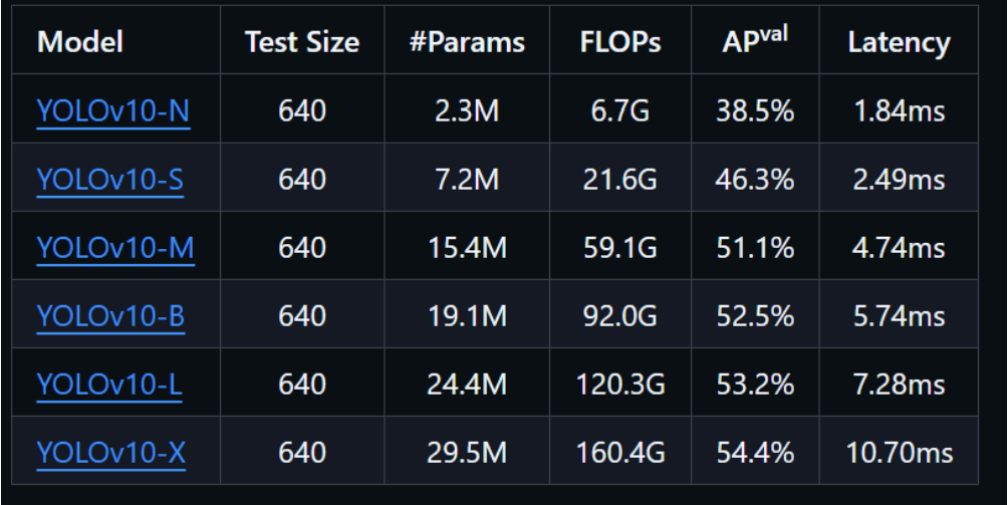 Model Test Size #Params FLOPs APval Latency
YOLOv10-N 640 2.3M 6.7G 38.5% 1.84ms
YOLOv10-S 640 7.2M 21.6G 46.3% 2.49ms
YOLOv10-M 640 15.4M 59.1G 51.1% 4.74ms
YOLOv10-B 640 19.1M 92.0G 52.5% 5.74ms
YOLOv10-L 640 24.4M 120.3G 53.2% 7.28ms
YOLOv10-X 640 29.5M 160.4G 54.4% 10.70ms